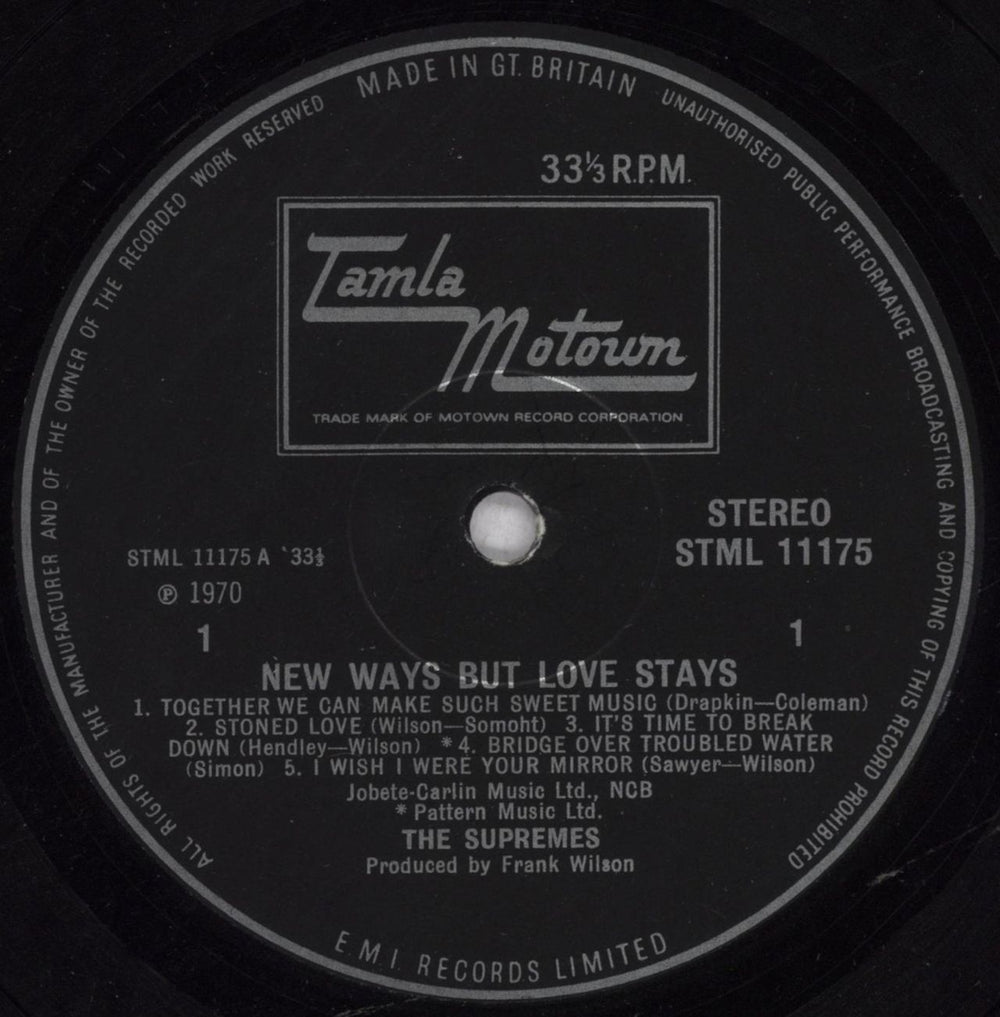 MADE IN GT. BRITAIN
UNAUTHORISED PUBLIC PERFORMANCE BROADCASTING AND COPYING OF THIS RECORD PROHIBITED
E.M.I. RECORDS LIMITED
ALL RIGHTS OF THE MANUFACTURER AND OF THE OWNER OF THE RECORDED WORK RESERVED
33⅓ R.P.M.
Tamla
Motown
TRADE MARK OF MOTOWN RECORD CORPORATION
STEREO
STML 11175
STML 11175 A ‵33⅓
℗ 1970
1
1
NEW WAYS BUT LOVE STAYS
1. TOGETHER WE CAN MAKE SUCH SWEET MUSIC (Drapkin—Coleman)
2. STONED LOVE (Wilson—Somoht) 3. IT'S TIME TO BREAK
DOWN (Hendley—Wilson) *4. BRIDGE OVER TROUBLED WATER
(Simon) 5. I WISH I WERE YOUR MIRROR (Sawyer—Wilson)
Jobete-Carlin Music Ltd., NCB
* Pattern Music Ltd.
THE SUPREMES
Produced by Frank Wilson